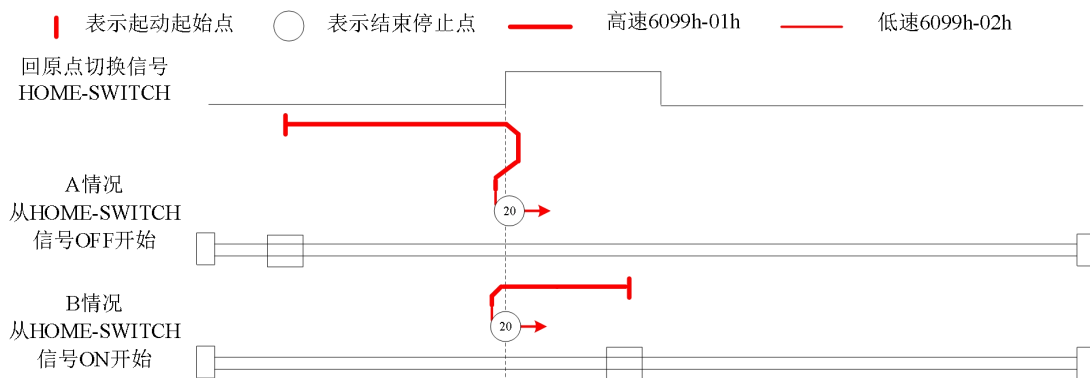 表示起动起始点
表示结束停止点
高速6099h-01h
低速6099h-02h
回原点切换信号
HOME-SWITCH
A情况
从HOME-SWITCH
信号OFF开始
20
B情况
从HOME-SWITCH
信号ON开始
20